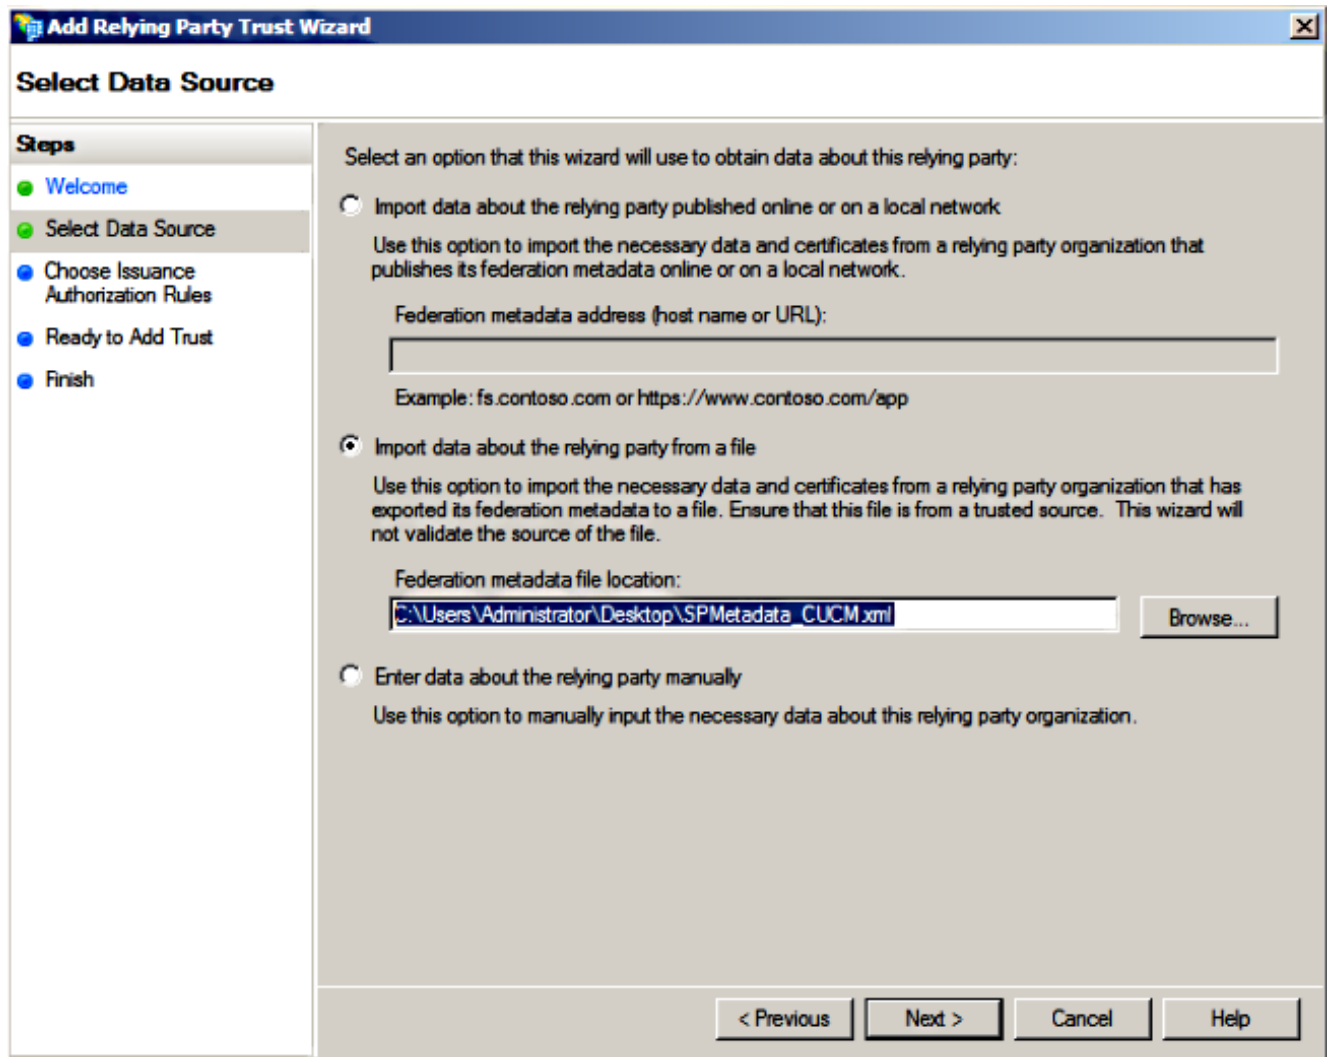 Add Relying Party Trust Wizard
Select Data Source
Steps
Welcome
Select Data Source
Choose Issuance
Authorization Rules
Ready to Add Trust
Finish
Select an option that this wizard will use to obtain data about this relying party:
Import data about the relying party published online or on a local network
Use this option to import the necessary data and certificates from a relying party organization that
publishes its federation metadata online or on a local network.
Federation metadata address (host name or URL):
Example: fs.contoso.com or https://www.contoso.com/app
Import data about the relying party from a file
Use this option to import the necessary data and certificates from a relying party organization that has
exported its federation metadata to a file. Ensure that this file is from a trusted source. This wizard will
not validate the source of the file.
Federation metadata file location:
C:\Users\Administrator\Desktop\SPMetadata_CUCM.xml
Browse...
Enter data about the relying party manually
Use this option to manually input the necessary data about this relying party organization.
< Previous
Next >
Cancel
Help